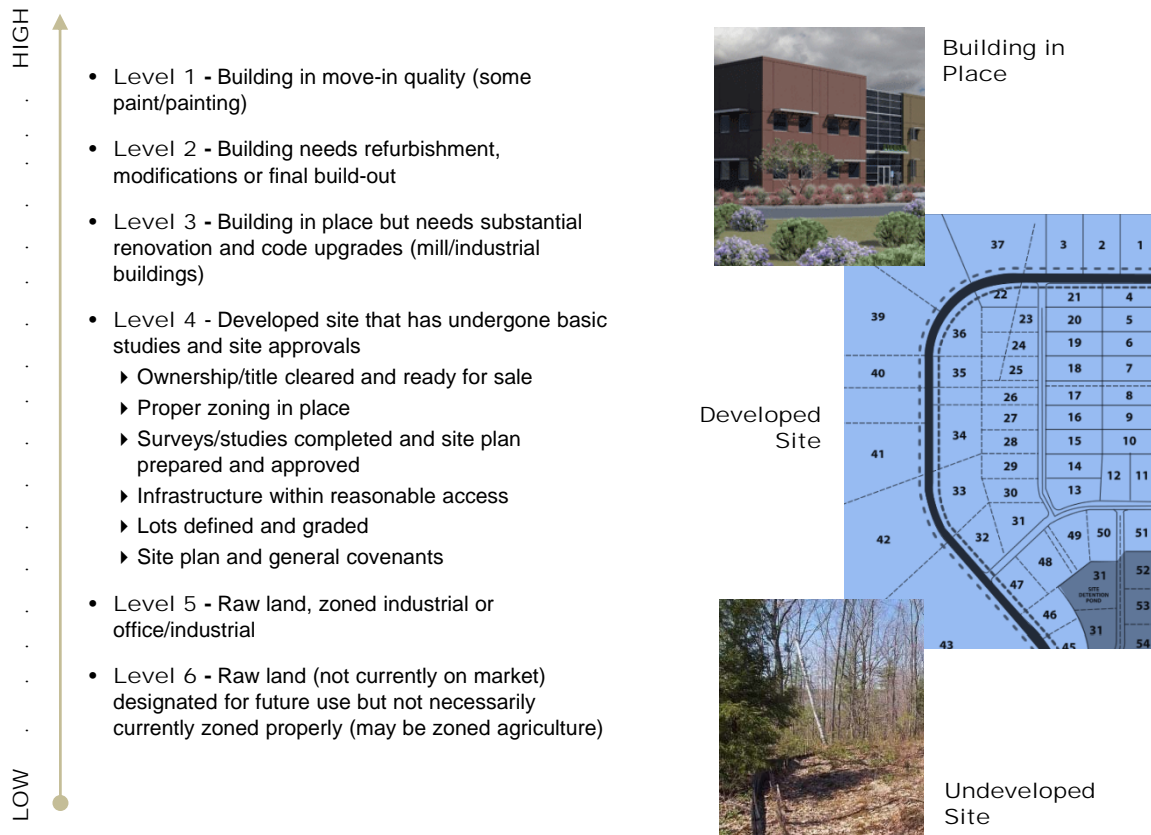 HIGH
• Level 1 - Building in move-in quality (some
paint/painting)
• Level 2 - Building needs refurbishment,
modifications or final build-out
• Level 3 - Building in place but needs substantial
renovation and code upgrades (mill/industrial
buildings)
• Level 4 - Developed site that has undergone basic
studies and site approvals
Ownership/title cleared and ready for sale
Proper zoning in place
Surveys/studies completed and site plan
prepared and approved
Infrastructure within reasonable access
Lots defined and graded
Site plan and general covenants
• Level 5 - Raw land, zoned industrial or
office/industrial
• Level 6 - Raw land (not currently on market)
designated for future use but not necessarily
currently zoned properly (may be zoned agriculture)
LOW
Building in
Place
Developed
Site
37 3 2 1
22 21 4
39 23 20 5
36 24 19 6
40 35 25 18 7
26 17 8
27 16 9
34 28 15 10
41 29 14 12 11
33 30 13
31
42 32 49 50 51
48
47 31 52
SITE
DETENTION
POND
46 53
31
43 45 54
Undeveloped
Site